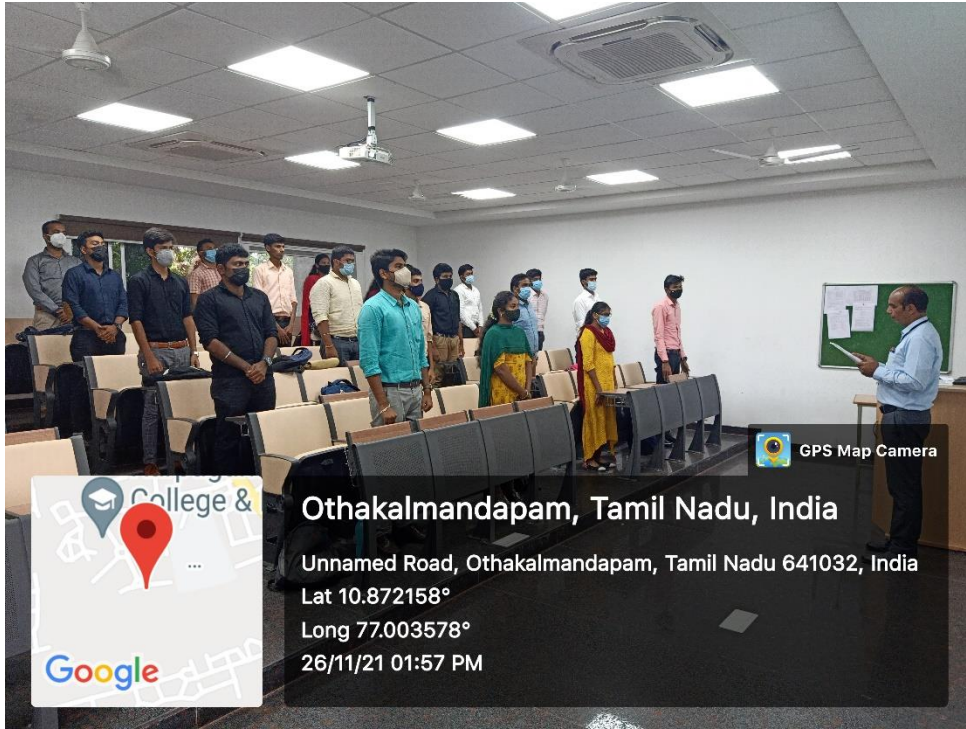 GPS Map Camera
College &
Othakalmandapam, Tamil Nadu, India
Unnamed Road, Othakalmandapam, Tamil Nadu 641032, India
Lat 10.872158°
Long 77.003578°
26/11/21 01:57 PM
Google